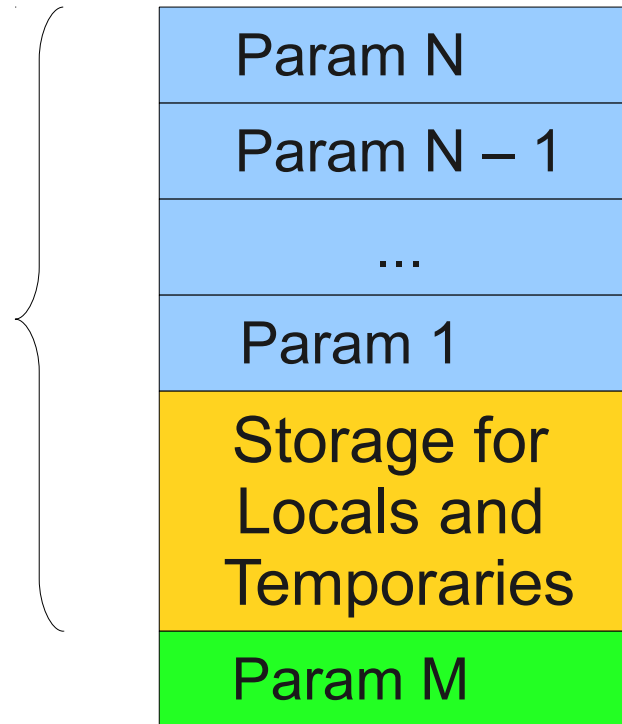 Param N
Param N – 1
...
Param 1
Storage for
Locals and
Temporaries
Param M